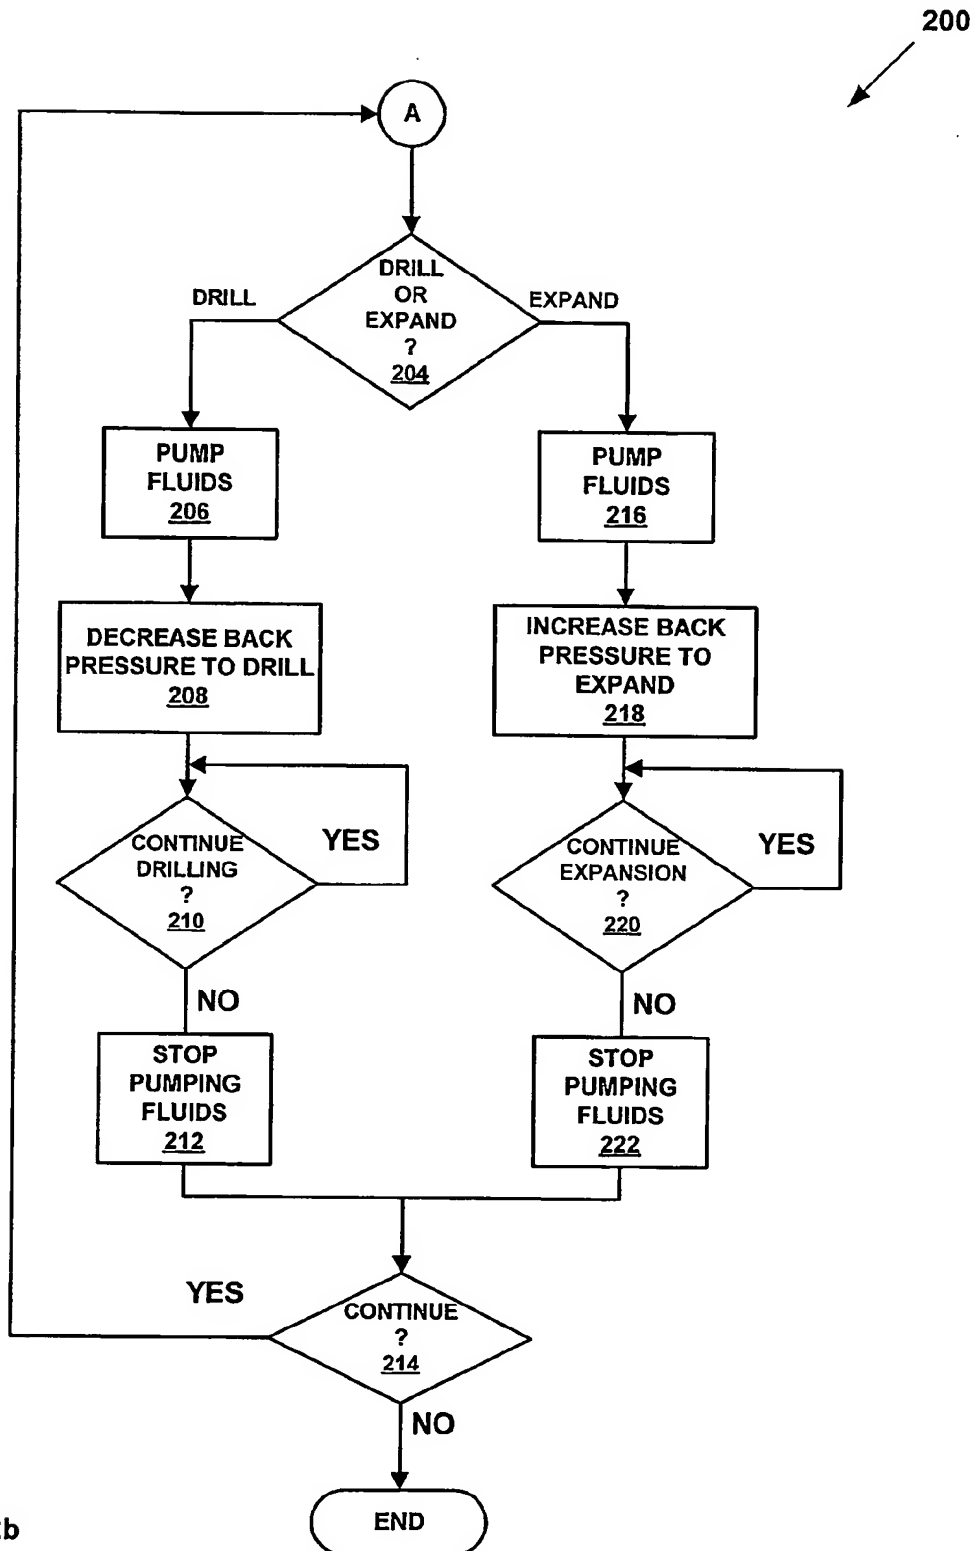 200
A
DRILL
OR
EXPAND
?
204
DRILL
EXPAND
PUMP
FLUIDS
206
PUMP
FLUIDS
216
DECREASE BACK
PRESSURE TO DRILL
208
INCREASE BACK
PRESSURE TO
EXPAND
218
CONTINUE
DRILLING
?
210
YES
CONTINUE
EXPANSION
?
220
YES
NO
NO
STOP
PUMPING
FLUIDS
212
STOP
PUMPING
FLUIDS
222
YES
CONTINUE
?
214
NO
END